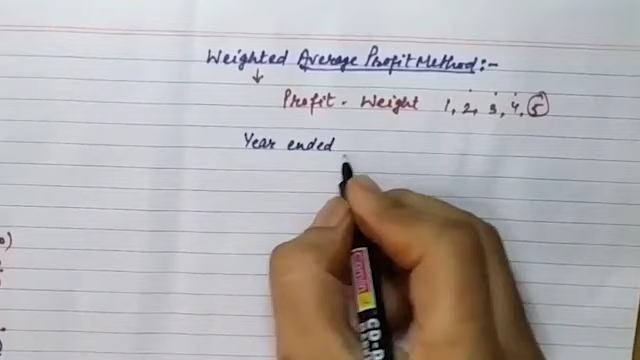 Weighted Average Profit Method:-
↓
Profit - Weight 1, 2, 3, 4, 5
Year ended